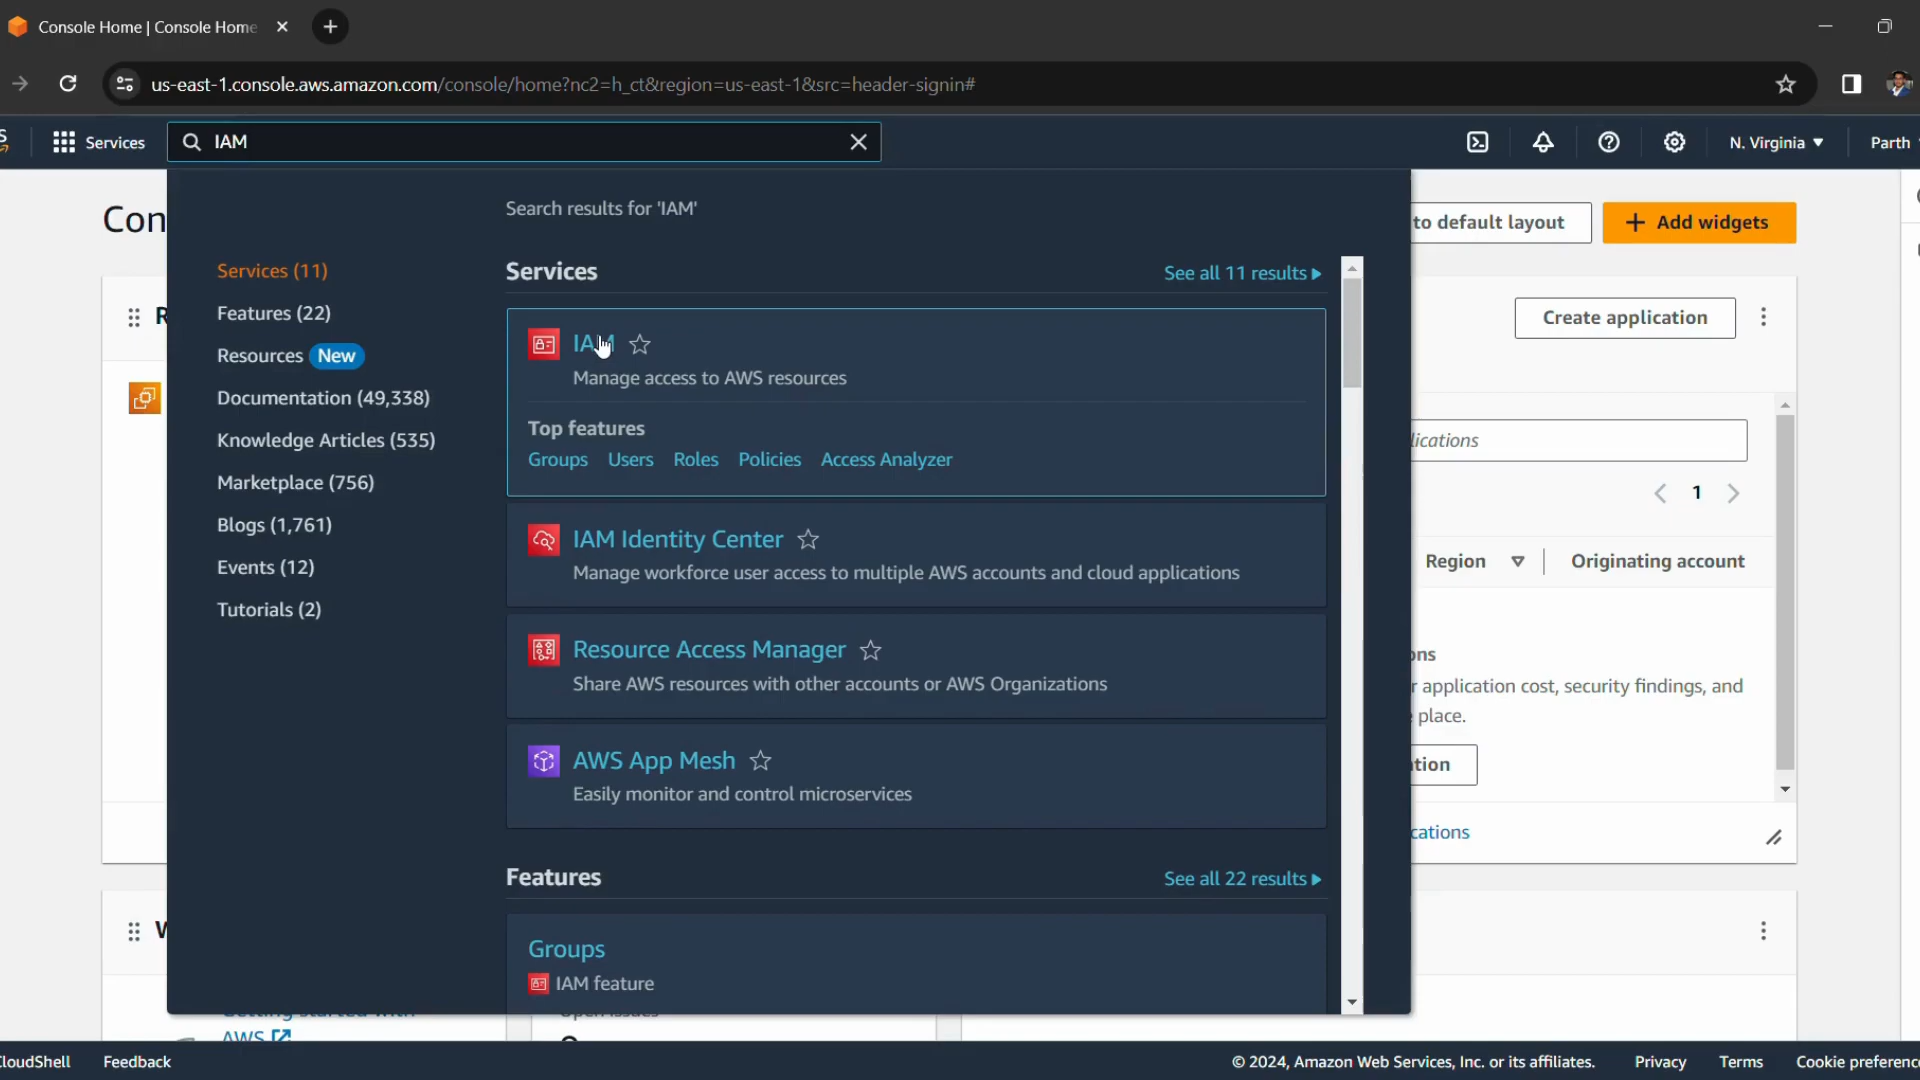 Console Home | Console Home
us-east-1.console.aws.amazon.com/console/home?nc2=h_ct&region=us-east-1&src=header-signin#
Services
IAM
N. Virginia
Parth
Con
to default layout
Add widgets
Search results for 'IAM'
Services (11)
Features (22)
Resources New
Documentation (49,338)
Knowledge Articles (535)
Marketplace (756)
Blogs (1,761)
Events (12)
Tutorials (2)
Services
See all 11 results
IAM
Manage access to AWS resources
Top features
Groups Users Roles Policies Access Analyzer
IAM Identity Center
Manage workforce user access to multiple AWS accounts and cloud applications
Resource Access Manager
Share AWS resources with other accounts or AWS Organizations
AWS App Mesh
Easily monitor and control microservices
Features
See all 22 results
Groups
IAM feature
Create application
lications
1
Region
Originating account
ons
r application cost, security findings, and
place.
tion
cations
AWS
CloudShell
Feedback
© 2024, Amazon Web Services, Inc. or its affiliates.
Privacy
Terms
Cookie preferenc